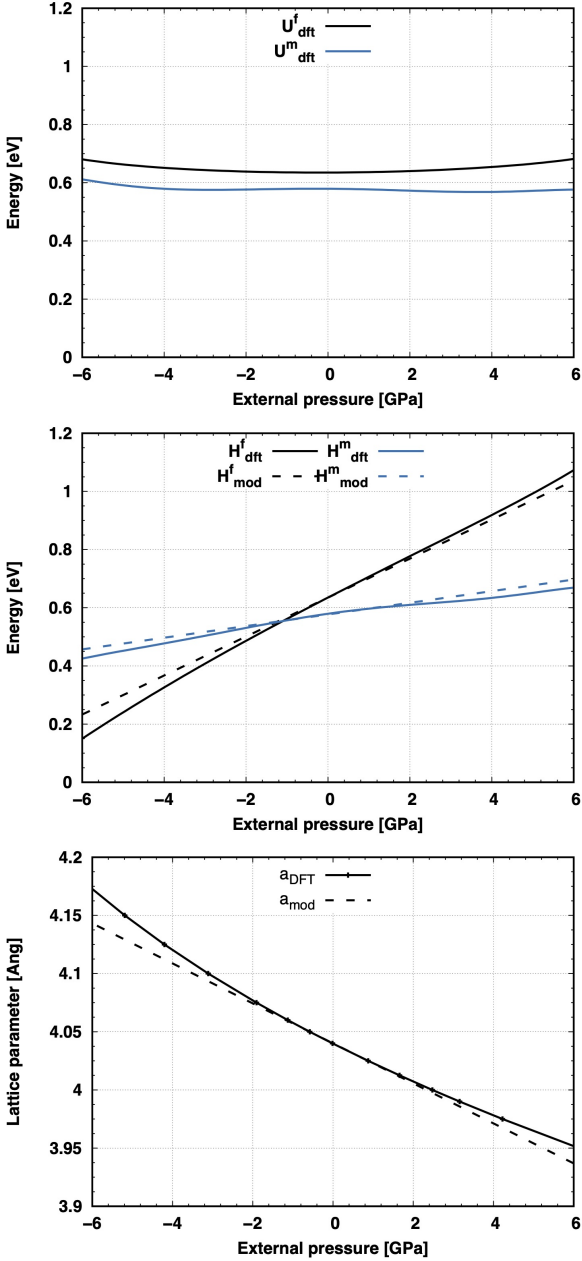 1.2
U^f_dft
U^m_dft
1
0.8
0.6
0.4
0.2
0
Energy [eV]
−6 −4 −2 0 2 4 6
External pressure [GPa]
1.2
H^f_dft H^m_dft
H^f_mod H^m_mod
1
0.8
0.6
0.4
0.2
0
Energy [eV]
−6 −4 −2 0 2 4 6
External pressure [GPa]
4.2
a_DFT
a_mod
4.15
4.1
4.05
4
3.95
3.9
Lattice parameter [Ang]
−6 −4 −2 0 2 4 6
External pressure [GPa]